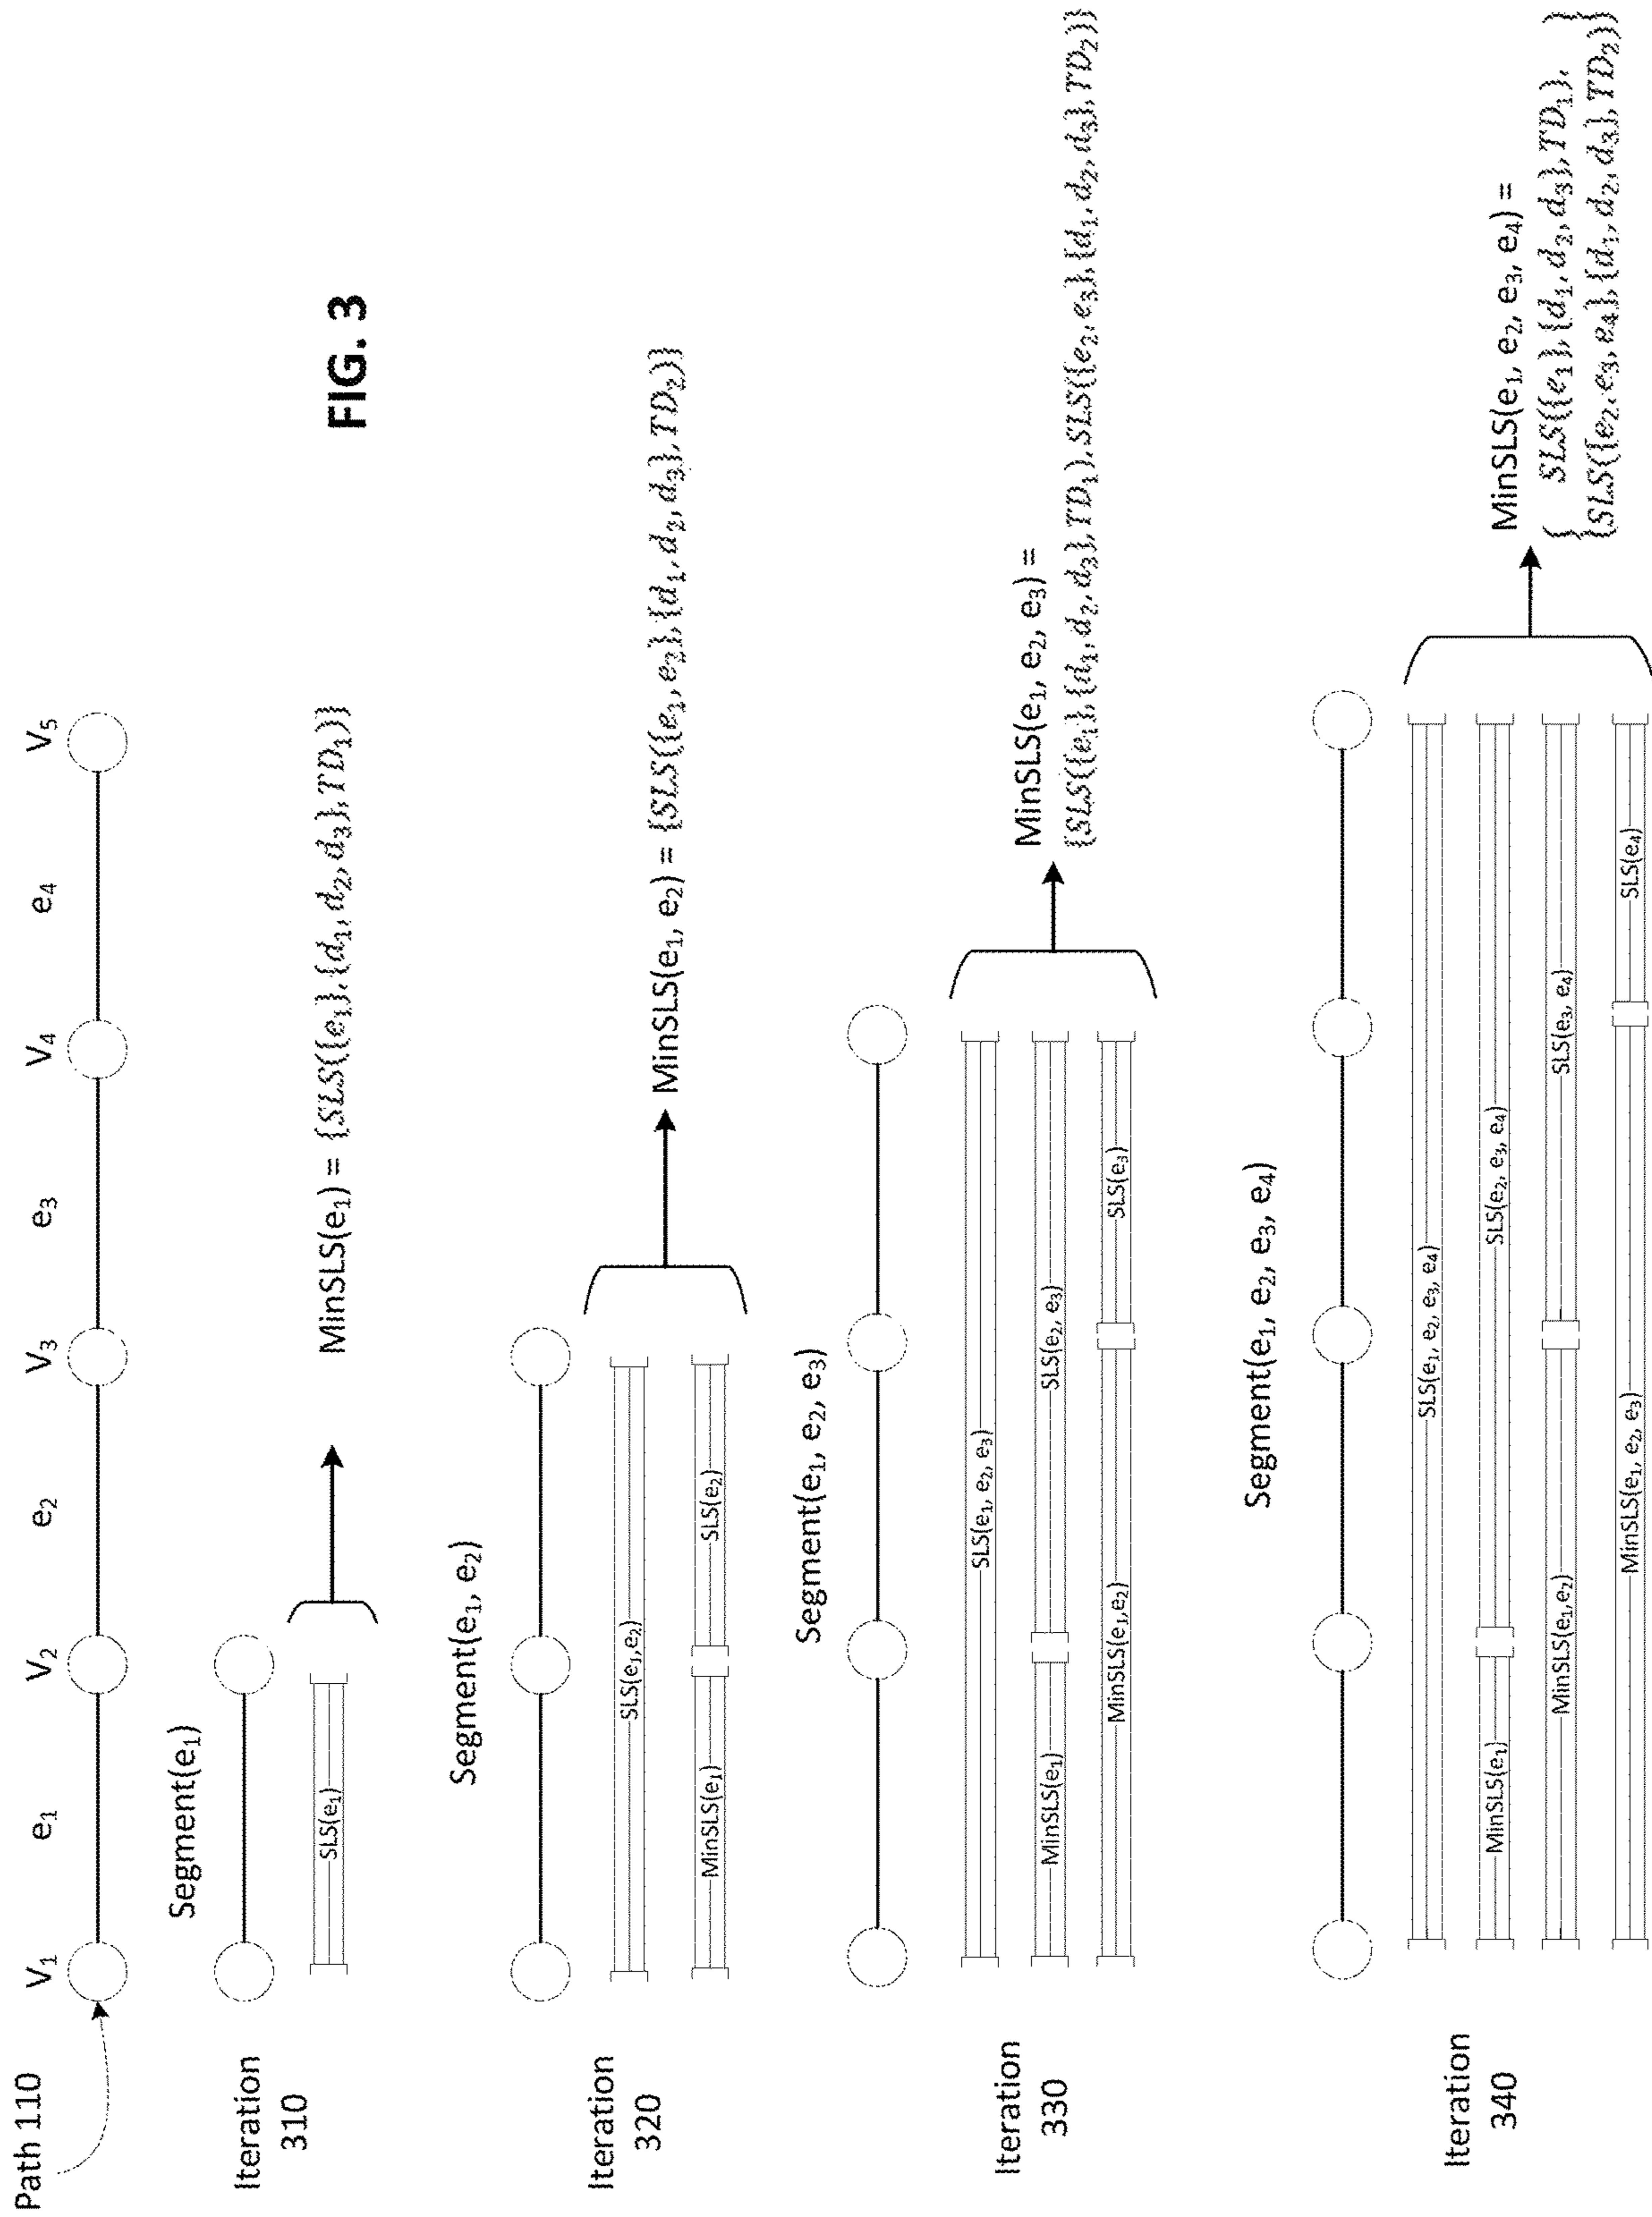 Path 110
V₁ e₁ V₂ e₂ V₃ e₃ V₄ e₄ V₅
FIG. 3
Iteration
310
Segment(e₁)
SLS(e₁)
MinSLS(e₁) = {SLS({e₁}, {d₁, d₂, d₃}, TD₁)}
Iteration
320
Segment(e₁, e₂)
SLS(e₁,e₂)
MinSLS(e₁) SLS(e₂)
MinSLS(e₁, e₂) = {SLS({e₁, e₂}, {d₁, d₂, d₃}, TD₂)}
Iteration
330
Segment(e₁, e₂, e₃)
SLS(e₁, e₂, e₃)
MinSLS(e₁) SLS(e₂, e₃)
MinSLS(e₁,e₂) SLS(e₃)
MinSLS(e₁, e₂, e₃) =
{SLS({e₁}, {d₁, d₂, d₃}, TD₁), SLS({e₂, e₃}, {d₁, d₂, d₃}, TD₂)}
Iteration
340
Segment(e₁, e₂, e₃, e₄)
SLS(e₁, e₂, e₃, e₄)
MinSLS(e₁) SLS(e₂, e₃, e₄)
MinSLS(e₁,e₂) SLS(e₃, e₄)
MinSLS(e₁, e₂, e₃) SLS(e₄)
MinSLS(e₁, e₂, e₃, e₄) =
{ SLS({e₁}, {d₁, d₂, d₃}, TD₁), }
{SLS({e₂, e₃, e₄}, {d₁, d₂, d₃}, TD₂)}